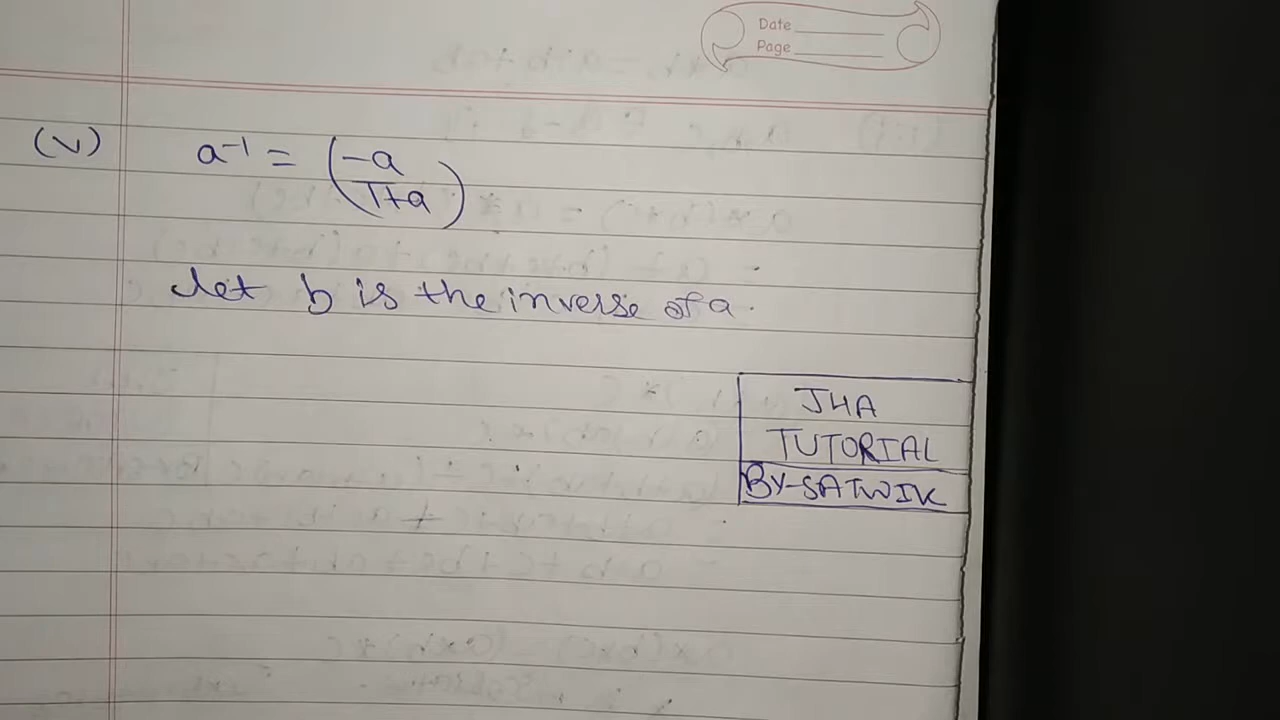 Date
Page
(v) a⁻¹ = (-a/1+a)
let b is the inverse of a.
JHA
TUTORIAL
BY-SATWIK